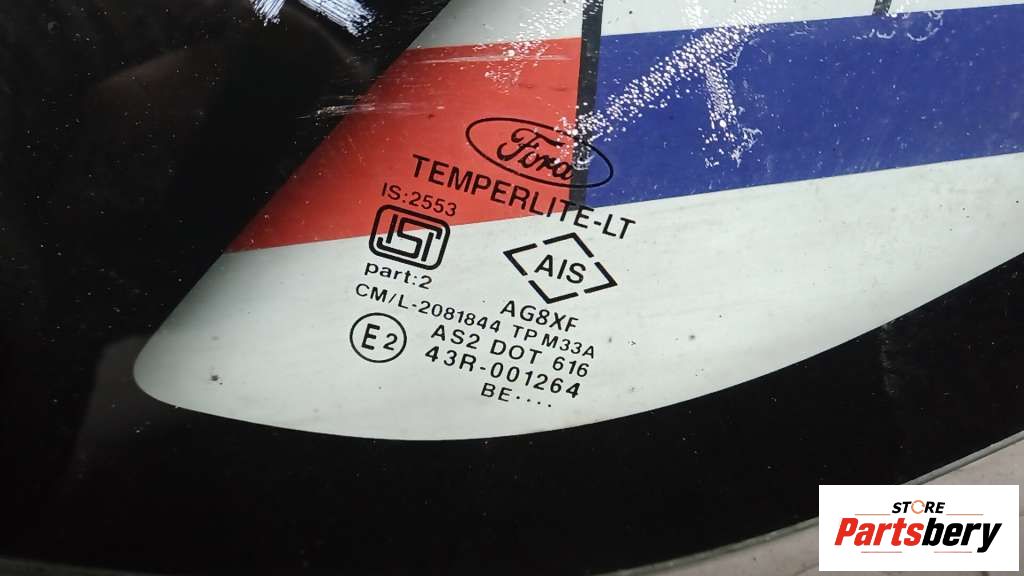 Ford
TEMPERLITE-LT
IS:2553
ISI
AIS
part:2
AG8XF
CM/L-2081844 TP M33A
E2
AS2 DOT 616
43R-001264
BE....
STORE
Partsbery